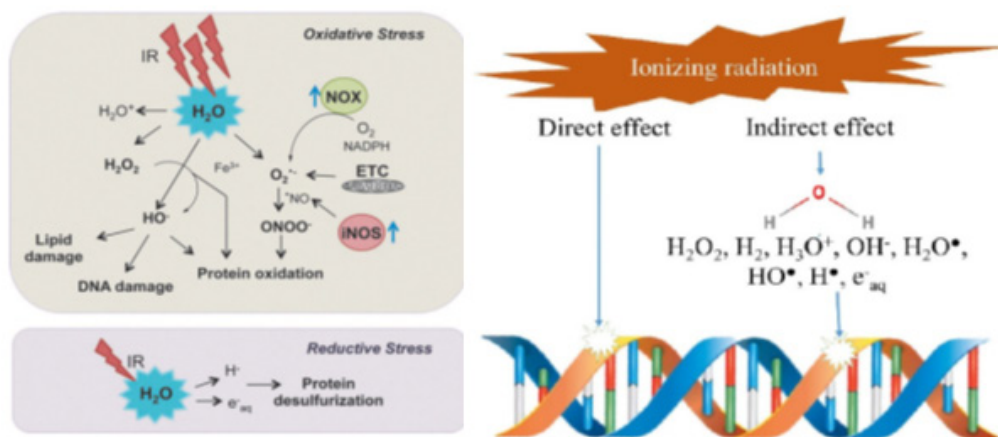 Oxidative Stress
IR
H₂O
NOX
H₂O⁺
O₂
NADPH
H₂O₂
Fe³⁺
O₂•-
ETC
•NO
HO·
ONOO⁻
iNOS
Lipid
damage
DNA damage
Protein oxidation
Reductive Stress
IR
H₂O
H·
e⁻aq
Protein
desulfurization
Ionizing radiation
Direct effect
Indirect effect
O
H H
H₂O₂, H₂, H₃O⁺, OH⁻, H₂O•,
HO•, H•, e⁻aq